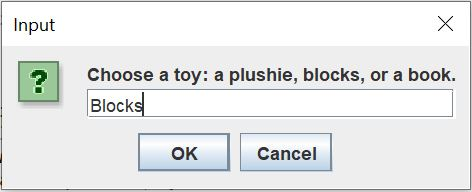 Input
Choose a toy: a plushie, blocks, or a book.
Blocks
OK Cancel